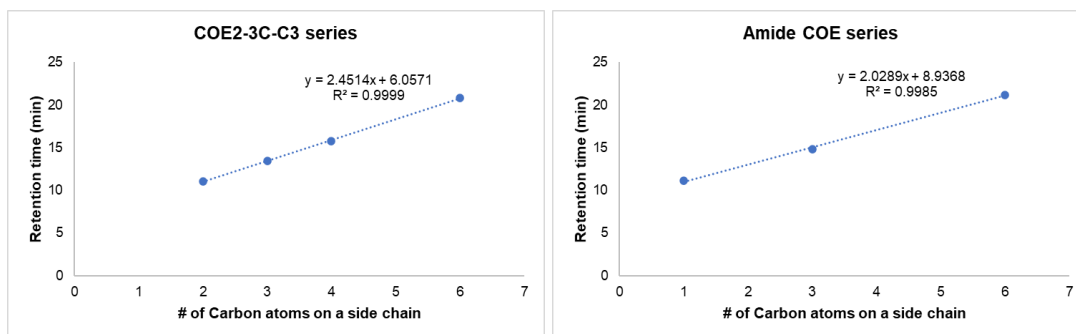 COE2-3C-C3 series
25
20
15
10
5
0
y = 2.4514x + 6.0571
R² = 0.9999
0 1 2 3 4 5 6 7
Retention time (min)
# of Carbon atoms on a side chain
Amide COE series
25
20
15
10
5
0
y = 2.0289x + 8.9368
R² = 0.9985
0 1 2 3 4 5 6 7
Retention time (min)
# of Carbon atoms on a side chain